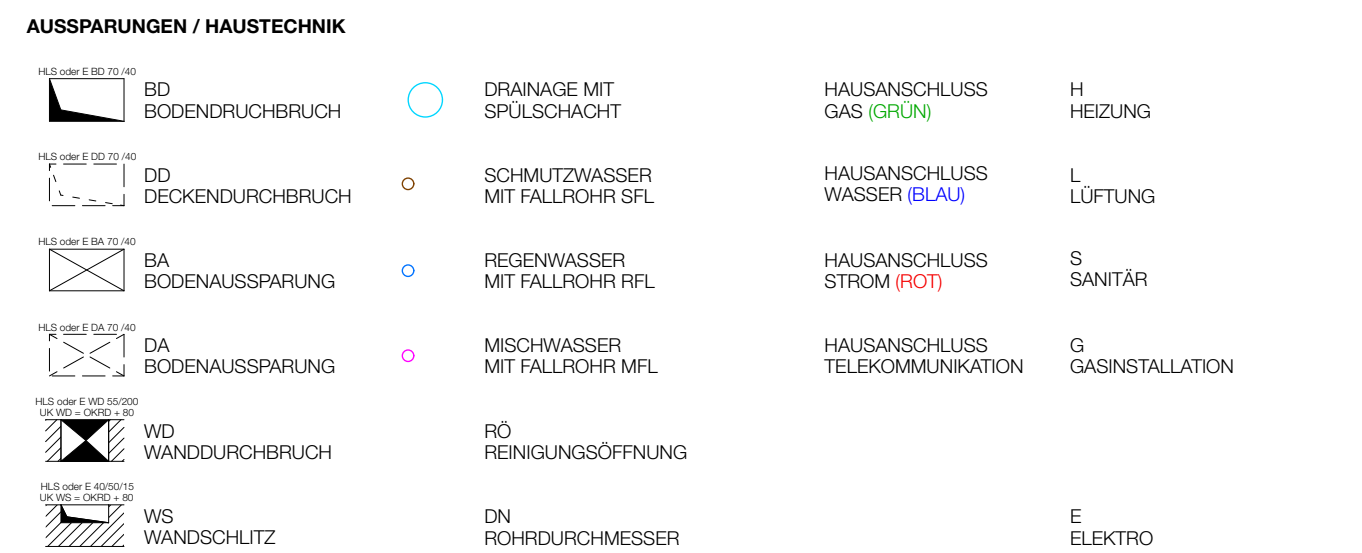 AUSSPARUNGEN / HAUSTECHNIK
HLS oder E BD 70 /40
BD
BODENDRUCHBRUCH
HLS oder E DD 70 /40
DD
DECKENDURCHBRUCH
HLS oder E BA 70 /40
BA
BODENAUSSPARUNG
HLS oder E DA 70 /40
DA
BODENAUSSPARUNG
HLS oder E WD 55/200
UK WD = OKRD + 80
WD
WANDDURCHBRUCH
HLS oder E 40/50/15
UK WS = OKRD + 80
WS
WANDSCHLITZ
DRAINAGE MIT
SPÜLSCHACHT
SCHMUTZWASSER
MIT FALLROHR SFL
REGENWASSER
MIT FALLROHR RFL
MISCHWASSER
MIT FALLROHR MFL
RÖ
REINIGUNGSÖFFNUNG
DN
ROHRDURCHMESSER
HAUSANSCHLUSS
GAS (GRÜN)
HAUSANSCHLUSS
WASSER (BLAU)
HAUSANSCHLUSS
STROM (ROT)
HAUSANSCHLUSS
TELEKOMMUNIKATION
H
HEIZUNG
L
LÜFTUNG
S
SANITÄR
G
GASINSTALLATION
E
ELEKTRO